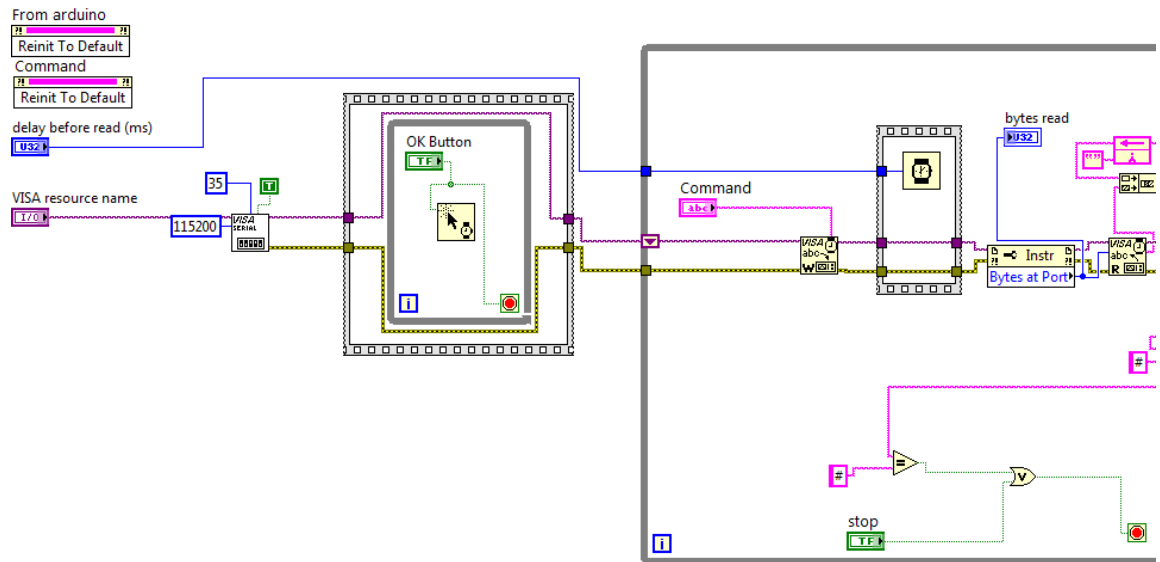 From arduino
?! ?!
Reinit To Default
Command
?! ?!
Reinit To Default
delay before read (ms)
U32
VISA resource name
I/O
35
T
115200
VISA
SERIAL
OK Button
TF
i
Command
abc
VISA
abc
W
bytes read
U32
Instr
?! ?!
Bytes at Port
VISA
abc
R
""
#
#
=
V
stop
TF
i